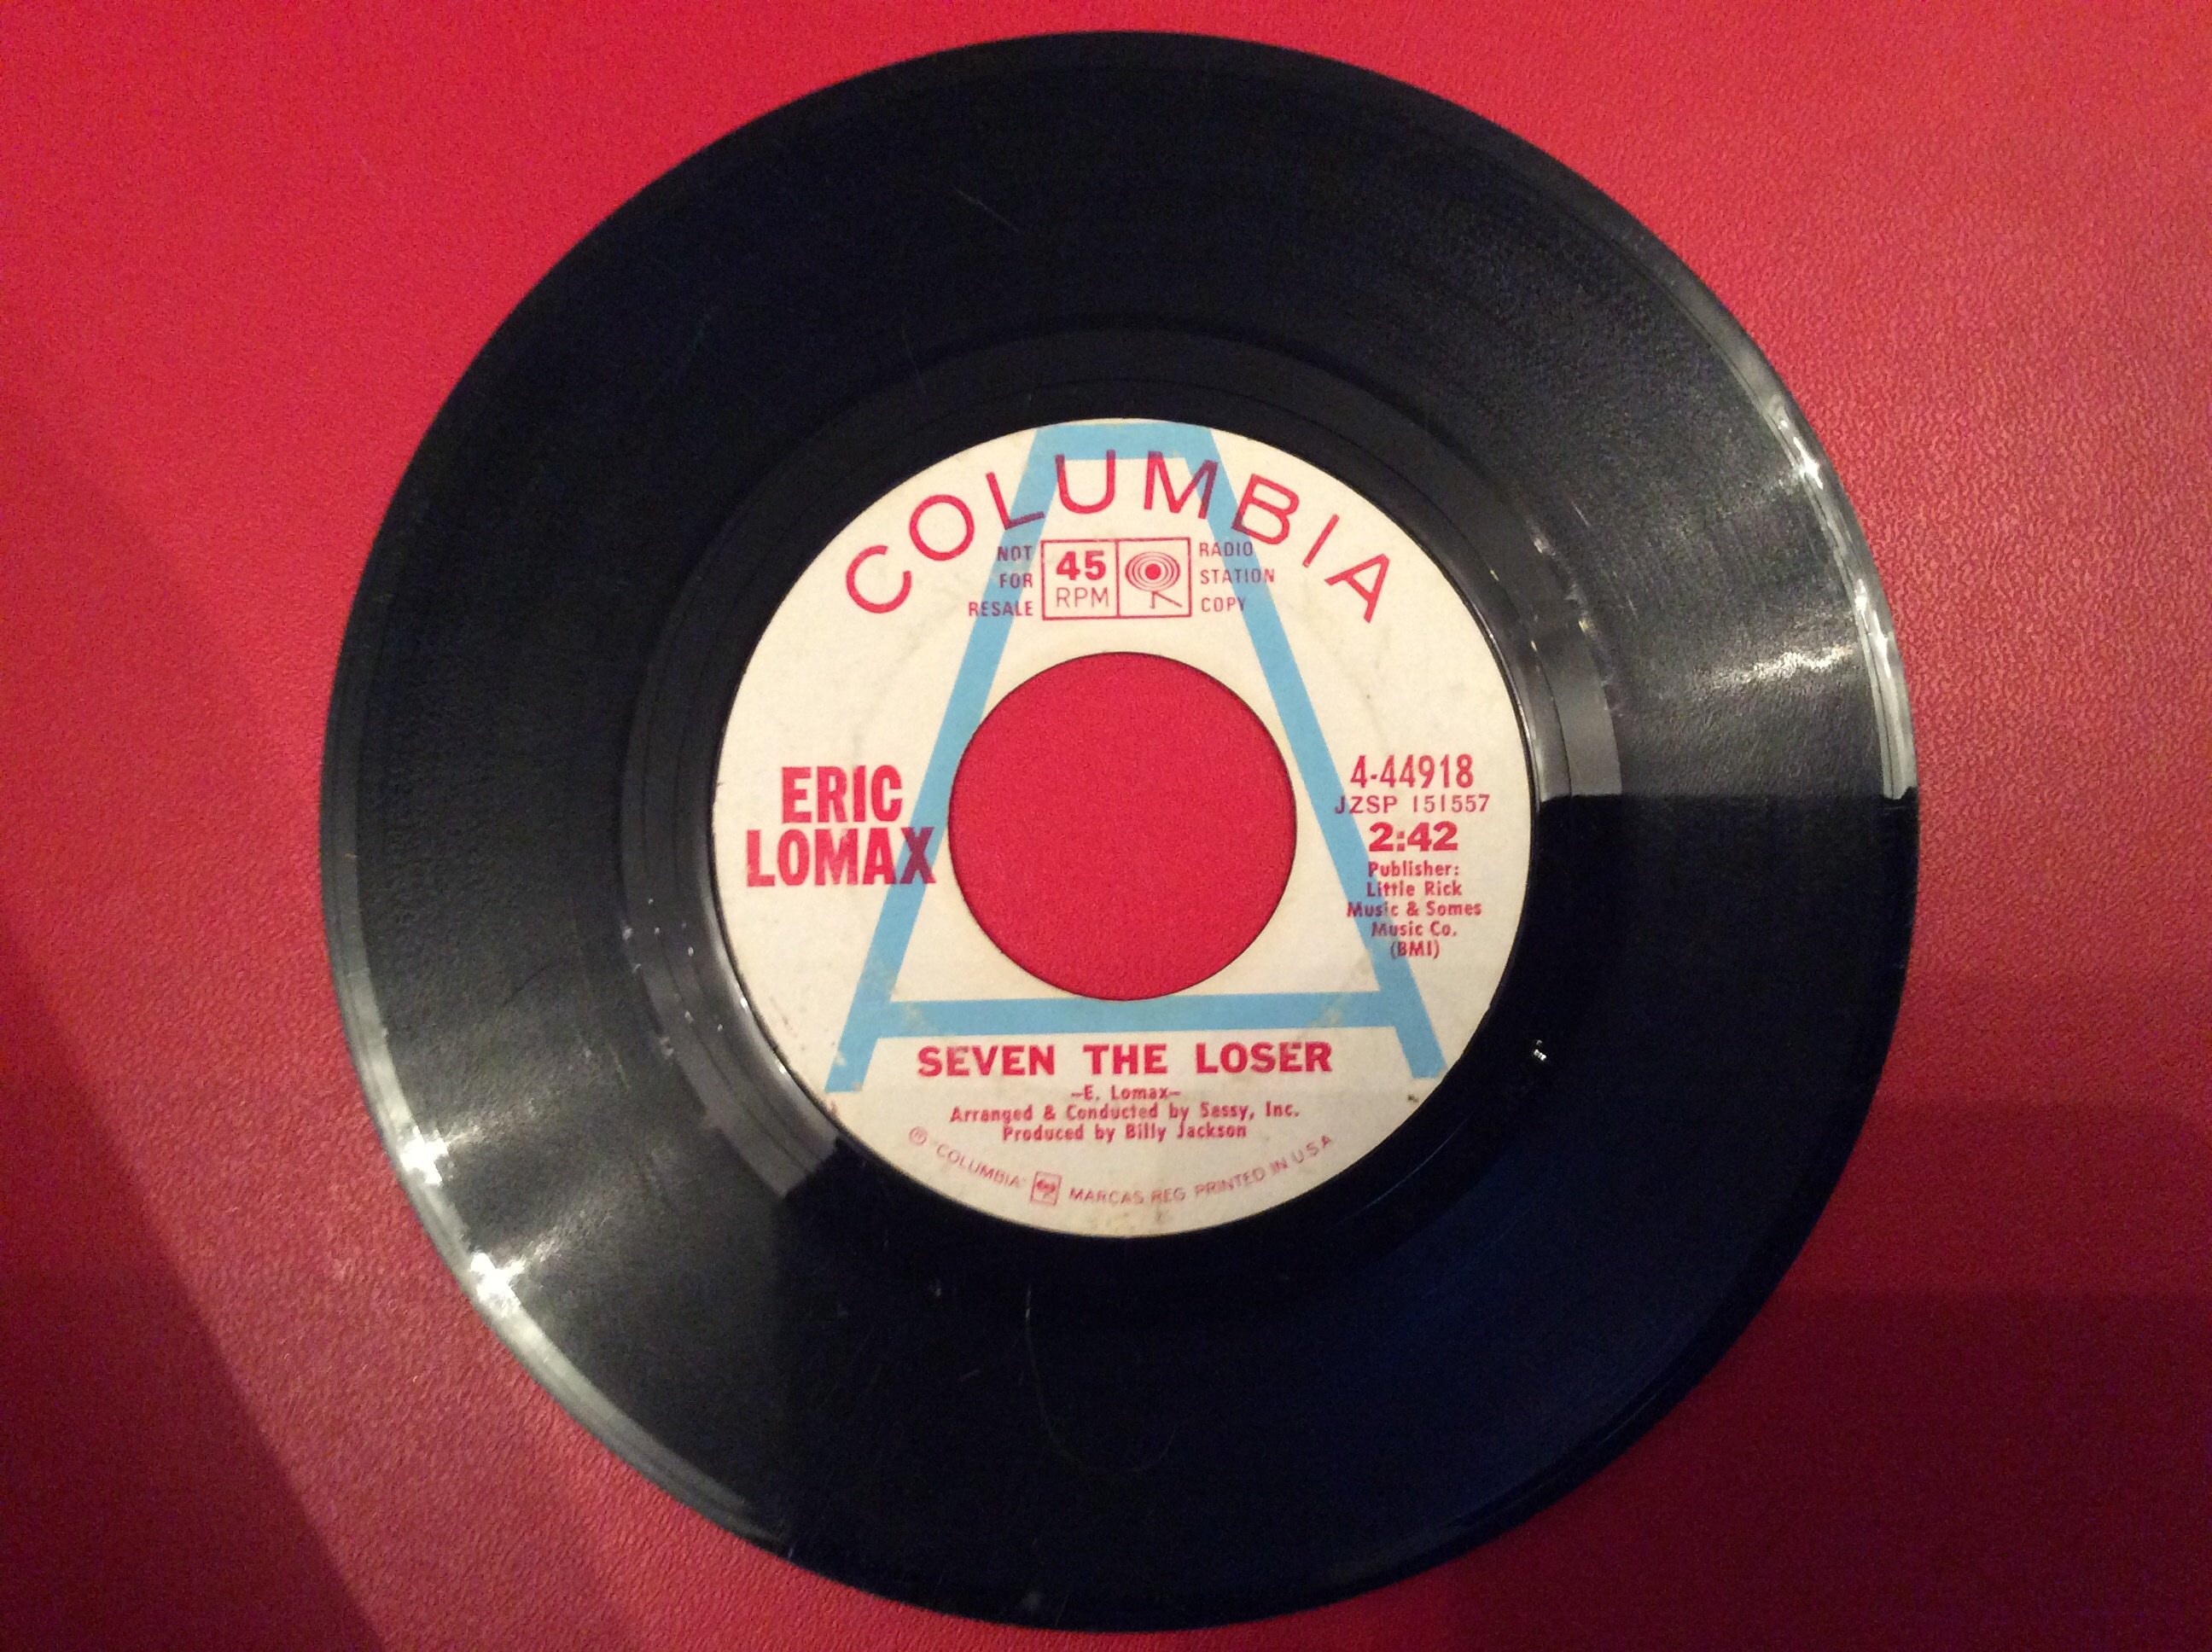 COLUMBIA
NOT
FOR
RESALE
45
RPM
RADIO
STATION
COPY
ERIC
LOMAX
4-44918
JZSP 151557
2:42
Publisher:
Little Rick
Music & Somes
Music Co.
(BMI)
SEVEN THE LOSER
-E. Lomax-
Arranged & Conducted by Sassy, Inc.
Produced by Billy Jackson
Ⓡ "COLUMBIA" MARCAS REG. PRINTED IN U.S.A